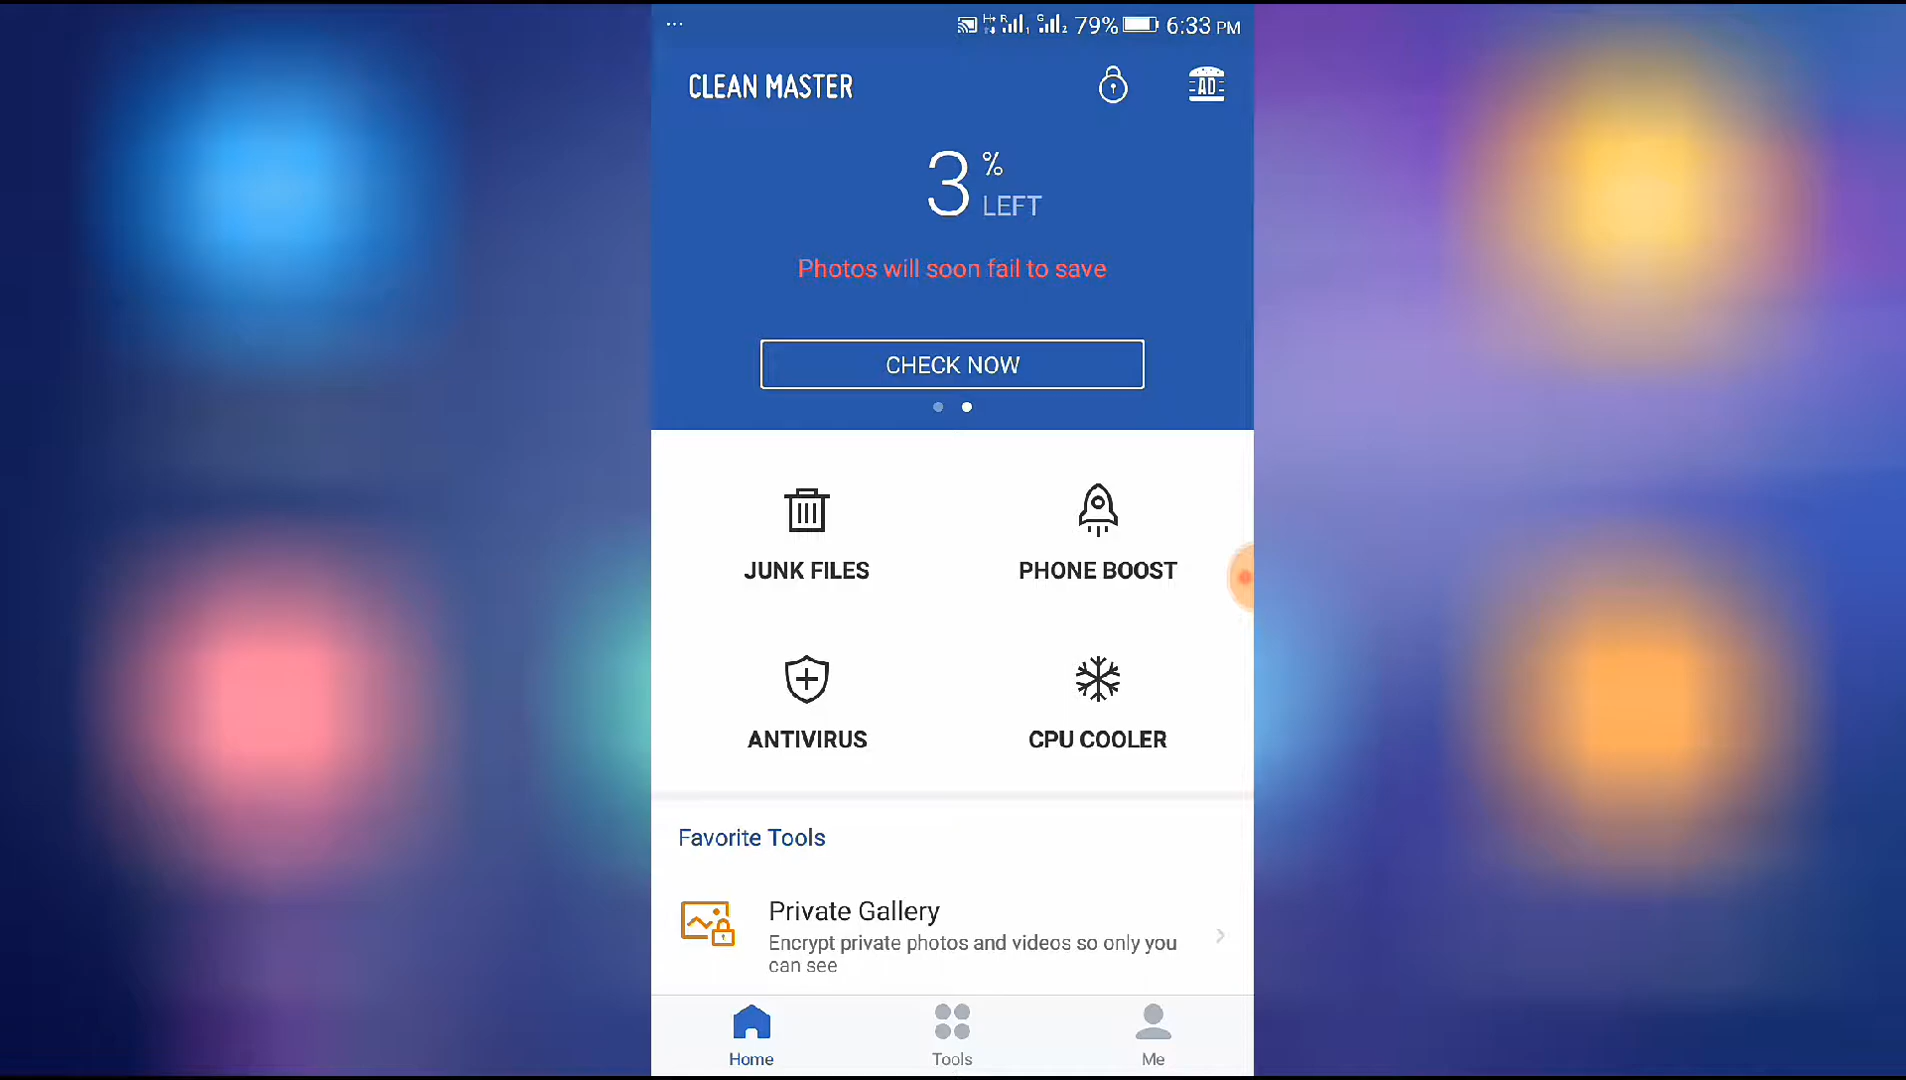 79% 6:33 PM
CLEAN MASTER
AD
3 %
LEFT
Photos will soon fail to save
CHECK NOW
JUNK FILES
PHONE BOOST
ANTIVIRUS
CPU COOLER
Favorite Tools
Private Gallery
Encrypt private photos and videos so only you
can see
Home
Tools
Me